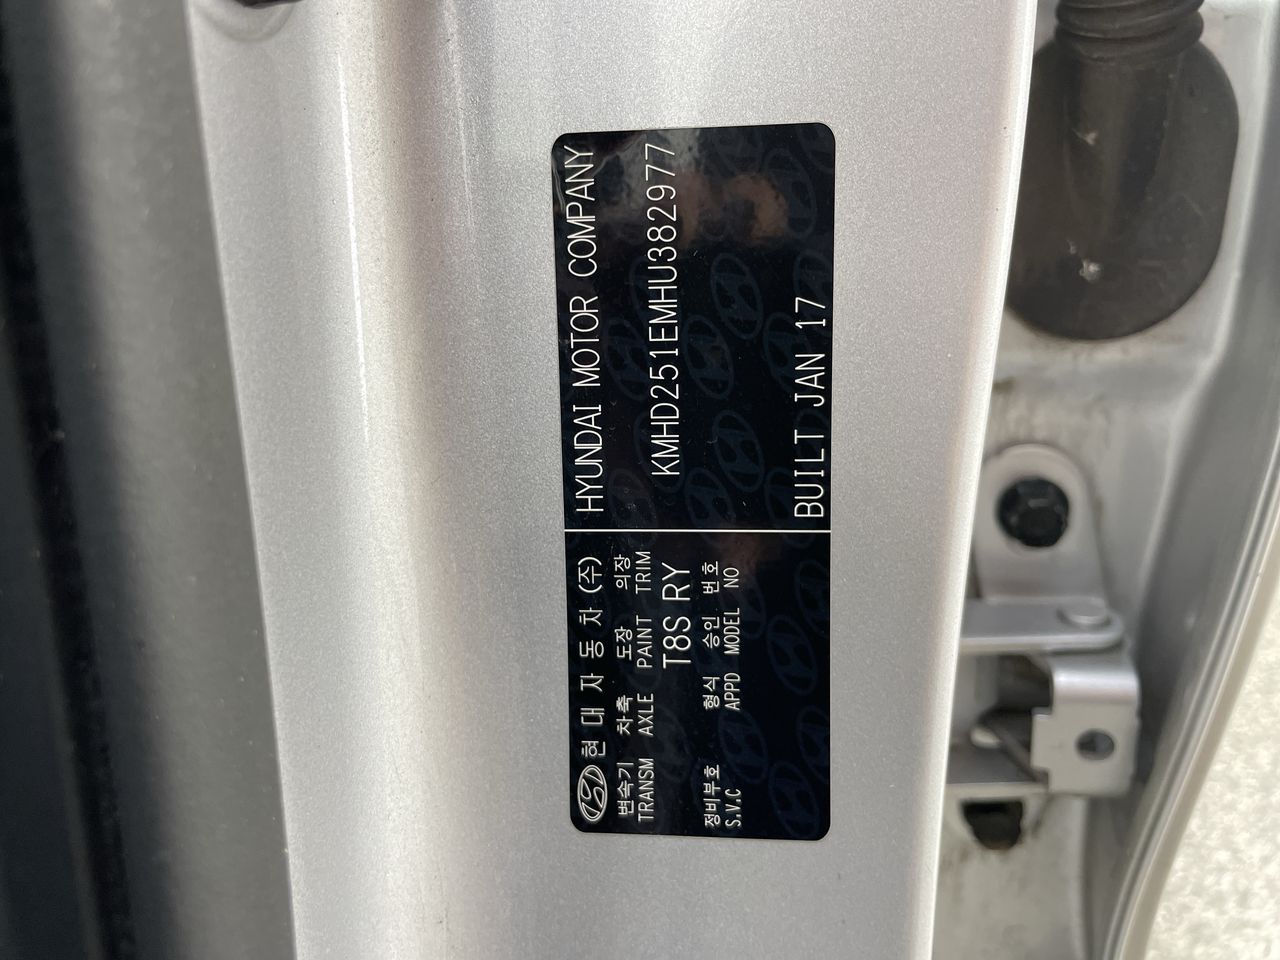 현대자동차(주)
변속기 차축 도장 의장
TRANSM AXLE PAINT TRIM
T8S RY
정비부호 형식 승인 번호
S.V.C APPD MODEL NO
HYUNDAI MOTOR COMPANY
KMHD251EMHU382977
BUILT JAN 17